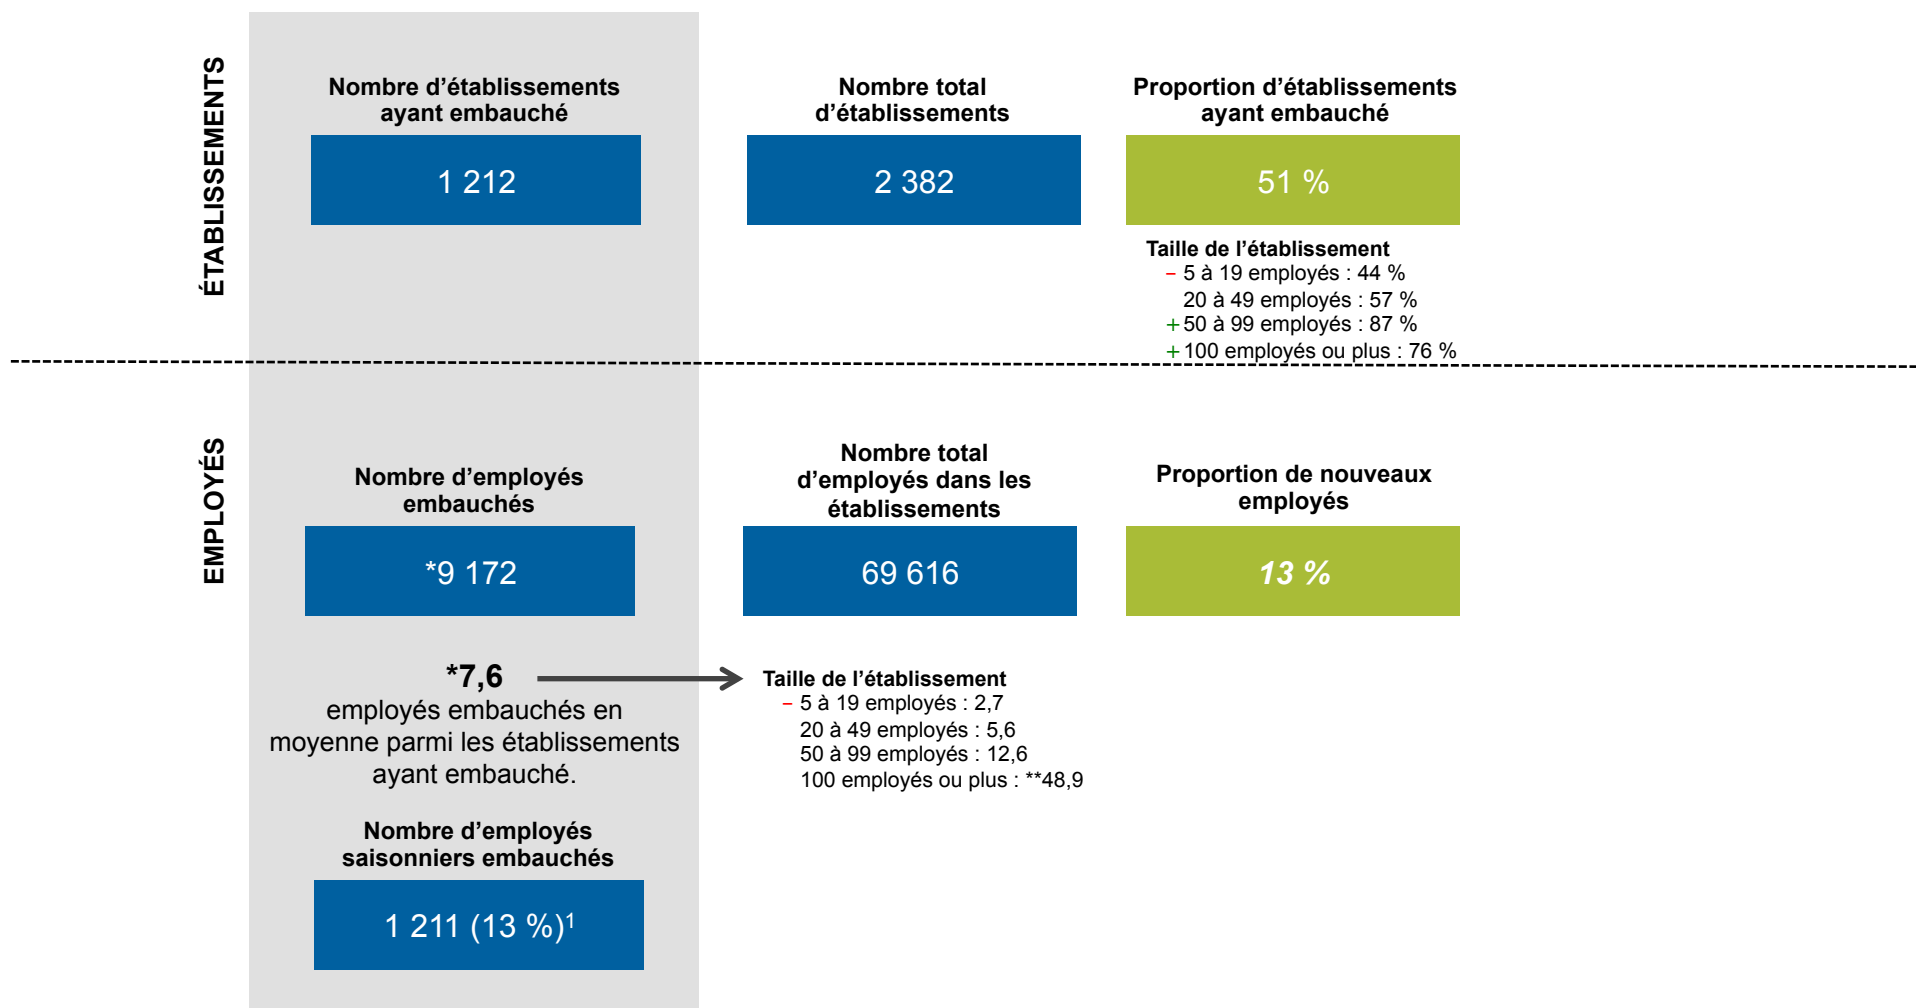 ÉTABLISSEMENTS
Nombre d’établissements
ayant embauché
1 212
Nombre total
d’établissements
2 382
Proportion d’établissements
ayant embauché
51 %
Taille de l’établissement
– 5 à 19 employés : 44 %
20 à 49 employés : 57 %
+ 50 à 99 employés : 87 %
+ 100 employés ou plus : 76 %
EMPLOYÉS
Nombre d’employés
embauchés
*9 172
Nombre total
d’employés dans les
établissements
69 616
Proportion de nouveaux
employés
13 %
*7,6
employés embauchés en
moyenne parmi les établissements
ayant embauché.
Taille de l’établissement
– 5 à 19 employés : 2,7
20 à 49 employés : 5,6
50 à 99 employés : 12,6
100 employés ou plus : **48,9
Nombre d’employés
saisonniers embauchés
1 211 (13 %)¹